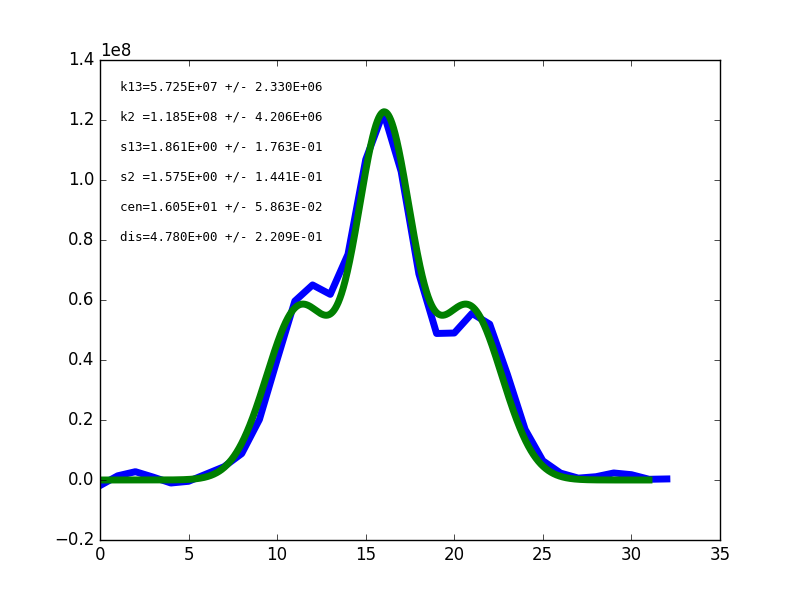 1e8
1.4
k13=5.725E+07 +/- 2.330E+06
1.2
k2 =1.185E+08 +/- 4.206E+06
s13=1.861E+00 +/- 1.763E-01
1.0
s2 =1.575E+00 +/- 1.441E-01
cen=1.605E+01 +/- 5.863E-02
0.8
dis=4.780E+00 +/- 2.209E-01
0.6
0.4
0.2
0.0
−0.2
0 5 10 15 20 25 30 35